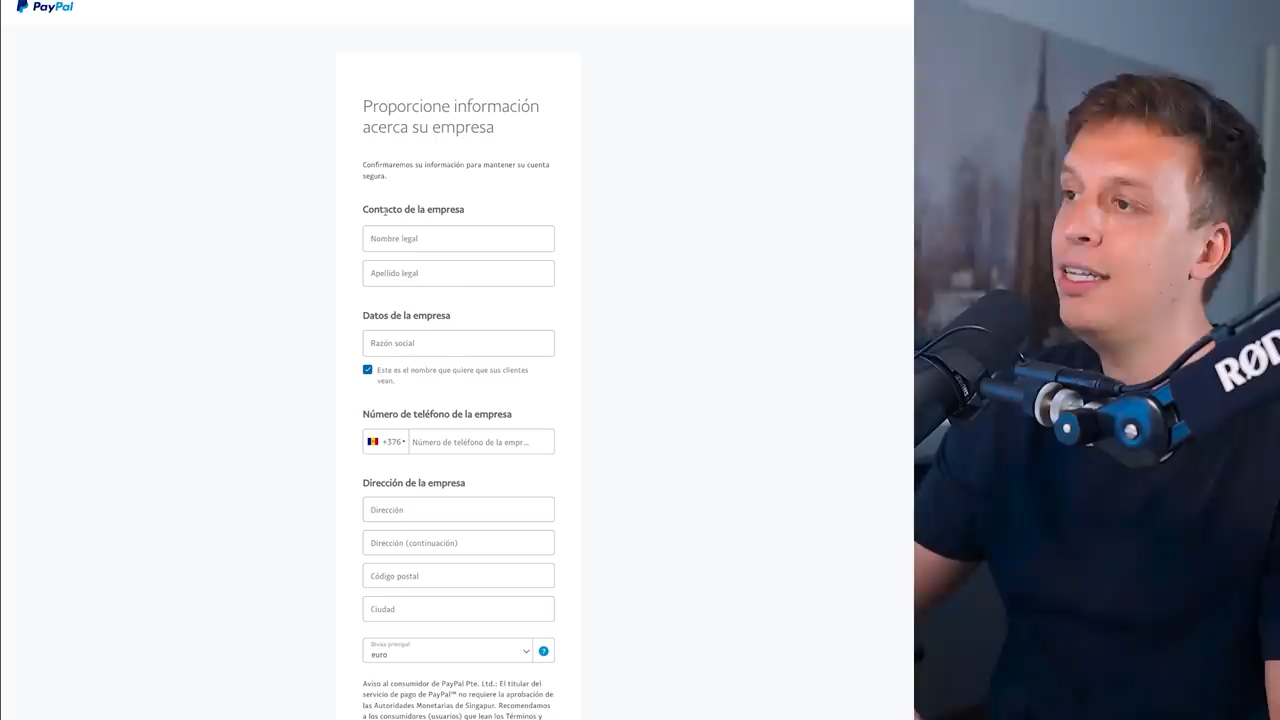 PayPal
Proporcione información
acerca su empresa
Confirmaremos su información para mantener su cuenta
segura.
Contacto de la empresa
Nombre legal
Apellido legal
Datos de la empresa
Razón social
Este es el nombre que quiere que sus clientes
vean.
Número de teléfono de la empresa
+376
Número de teléfono de la empr...
Dirección de la empresa
Dirección
Dirección (continuación)
Código postal
Ciudad
Divisa principal
euro
?
Aviso al consumidor de PayPal Pte. Ltd.: El titular del
servicio de pago de PayPal™ no requiere la aprobación de
las Autoridades Monetarias de Singapur. Recomendamos
a los consumidores (usuarios) que lean los Términos y
RØD